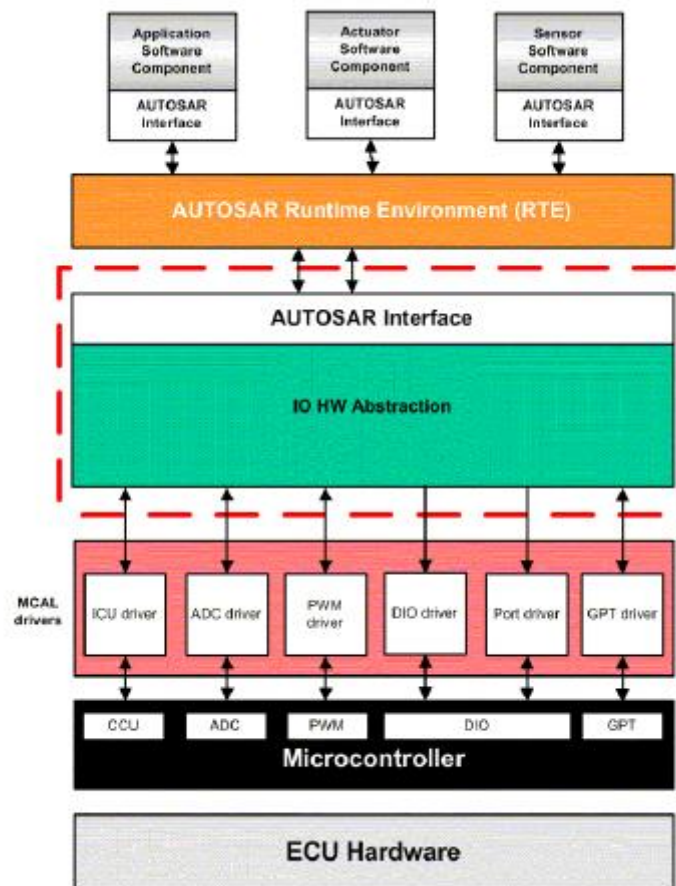 Application
Software
Component
AUTOSAR
Interface
Actuator
Software
Component
AUTOSAR
Interface
Sensor
Software
Component
AUTOSAR
Interface
AUTOSAR Runtime Environment (RTE)
AUTOSAR Interface
IO HW Abstraction
MCAL
drivers
ICU driver
ADC driver
PWM
driver
DIO driver
Port driver
GPT driver
CCU
ADC
PWM
DIO
GPT
Microcontroller
ECU Hardware